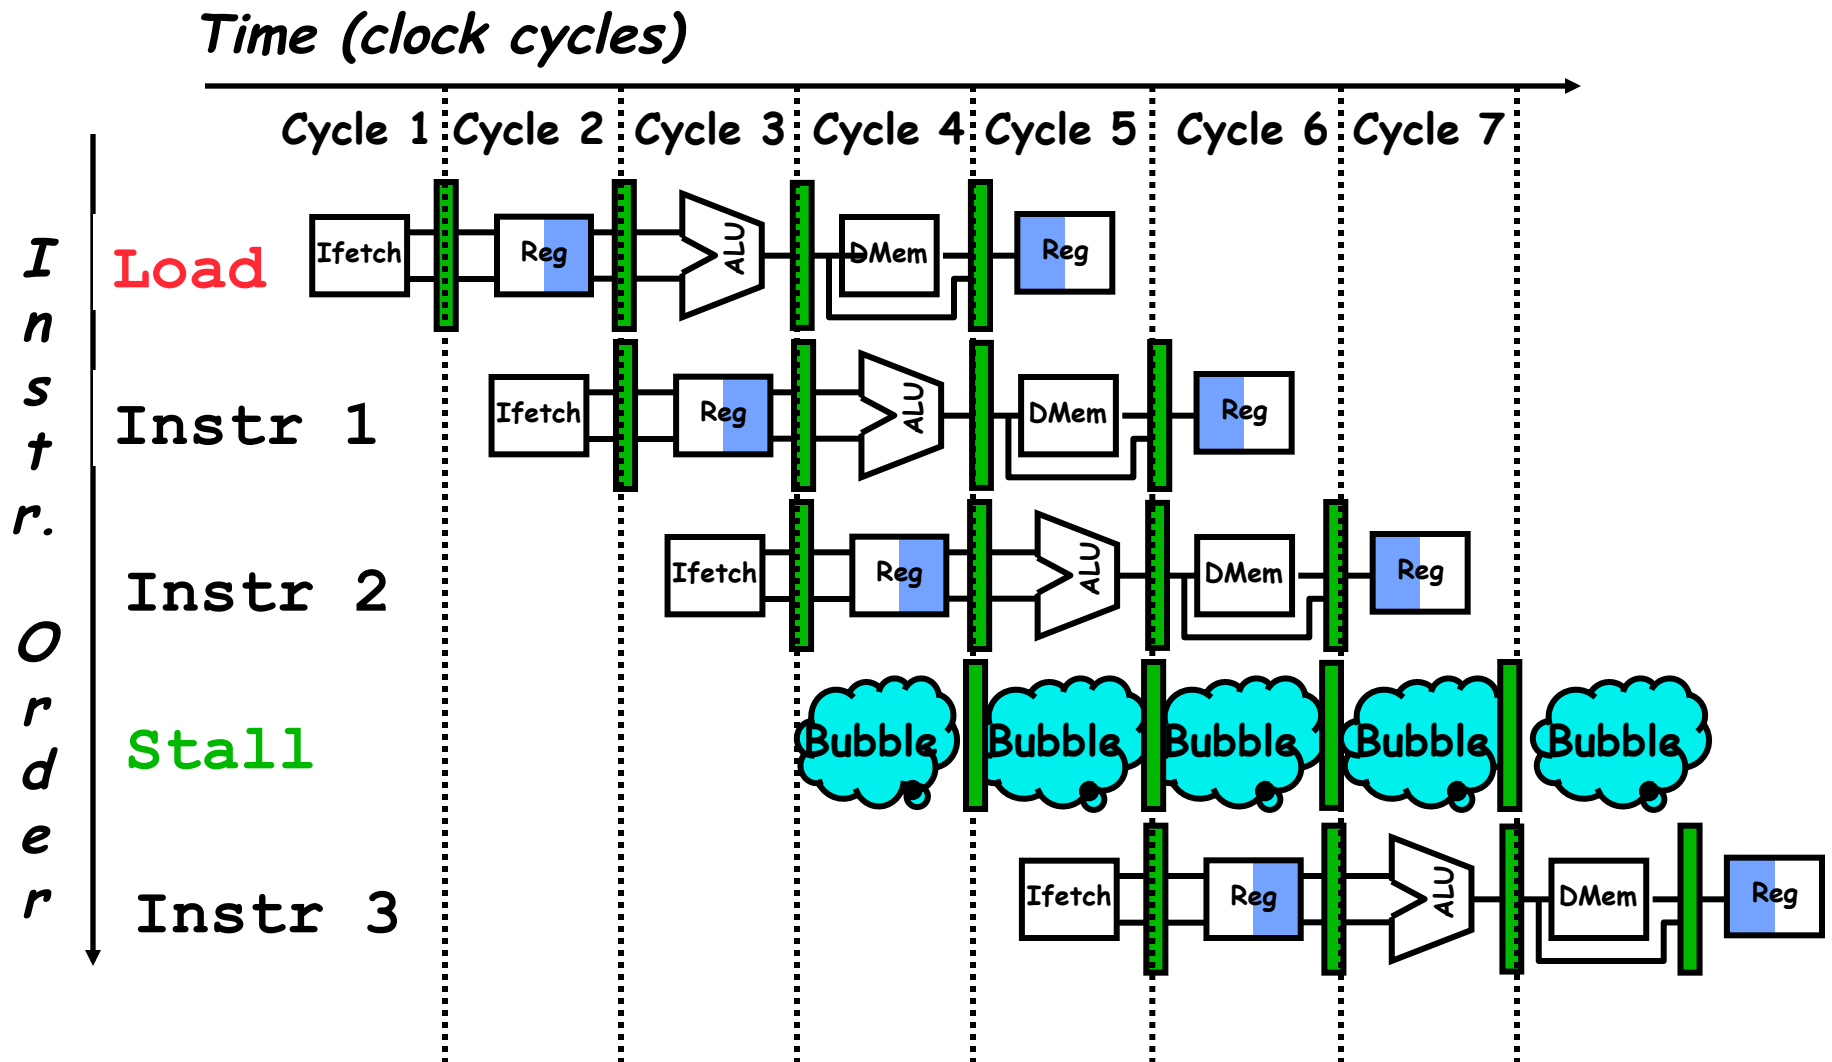 Time (clock cycles)
Cycle 1 Cycle 2 Cycle 3 Cycle 4 Cycle 5 Cycle 6 Cycle 7
Instr. Order
Load Ifetch Reg ALU DMem Reg
Instr 1 Ifetch Reg ALU DMem Reg
Instr 2 Ifetch Reg ALU DMem Reg
Stall Bubble Bubble Bubble Bubble Bubble
Instr 3 Ifetch Reg ALU DMem Reg